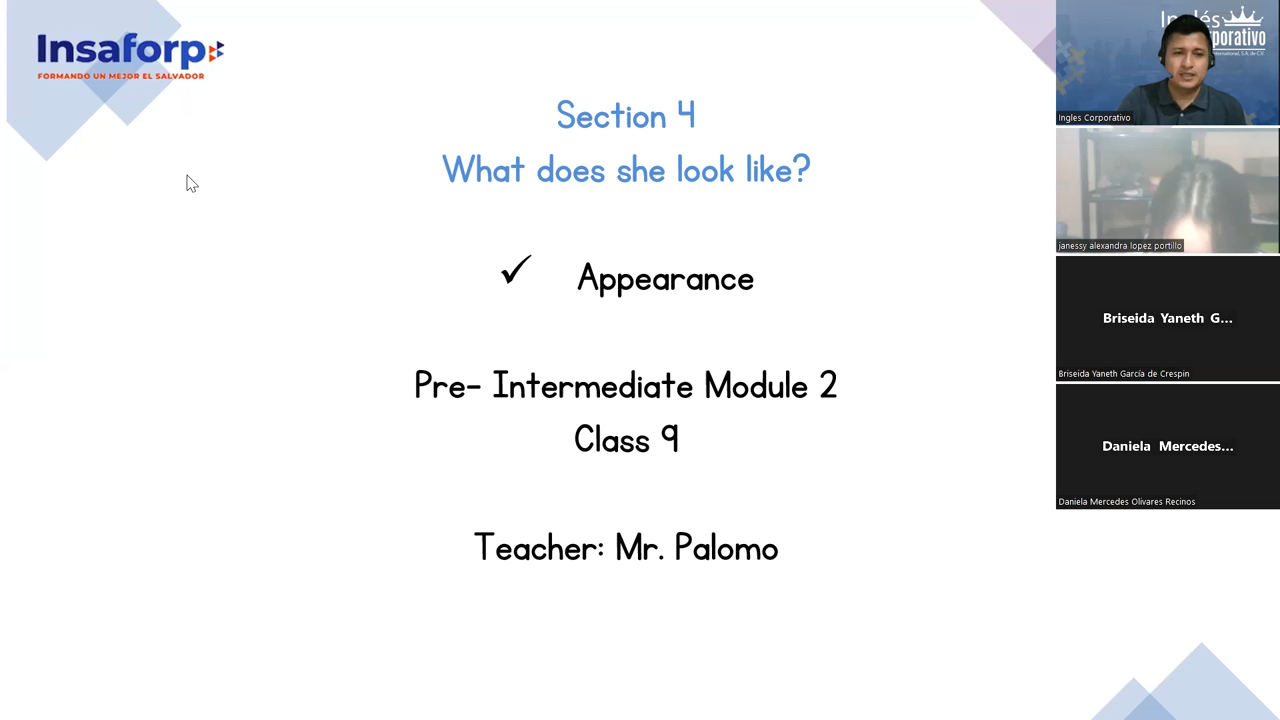 Insaforp
FORMANDO UN MEJOR EL SALVADOR
Section 4
What does she look like?
✓ Appearance
Pre- Intermediate Module 2
Class 9
Teacher: Mr. Palomo
Ingles Corporativo
janessy alexandra lopez portillo
Briseida Yaneth G...
Briseida Yaneth García de Crespin
Daniela Mercedes...
Daniela Mercedes Olivares Recinos